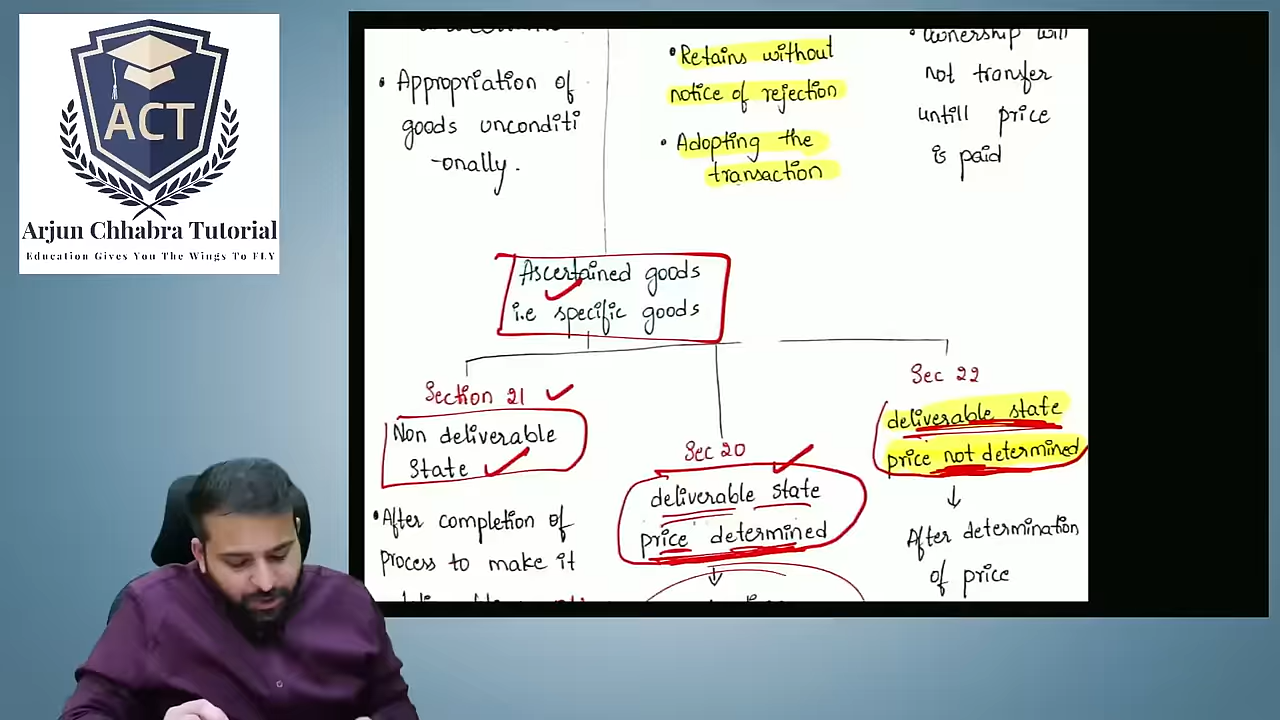 ACT
Arjun Chhabra Tutorial
Education Gives You The Wings To FLY
• Appropriation of
goods unconditi
-onally.
• Retains without
notice of rejection
• Adopting the
transaction
• Ownership will
not transfer
untill price
is paid
Ascertained goods
i.e specific goods
Section 21
Non deliverable
State
• After completion of
process to make it
Sec 20
deliverable state
price determined
Sec 22
deliverable state
price not determined
After determination
of price